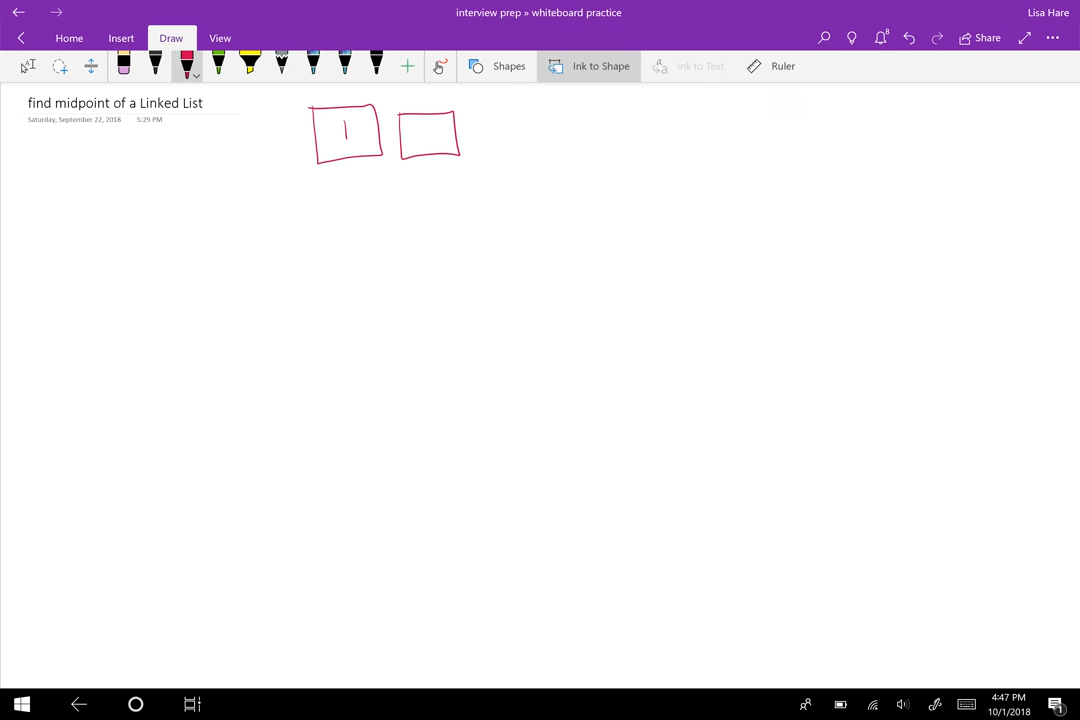 interview prep » whiteboard practice
Lisa Hare
Home Insert Draw View
8
Share
Shapes
Ink to Shape
Ink to Text
Ruler
find midpoint of a Linked List
Saturday, September 22, 2018 5:29 PM
1
4:47 PM
10/1/2018
1